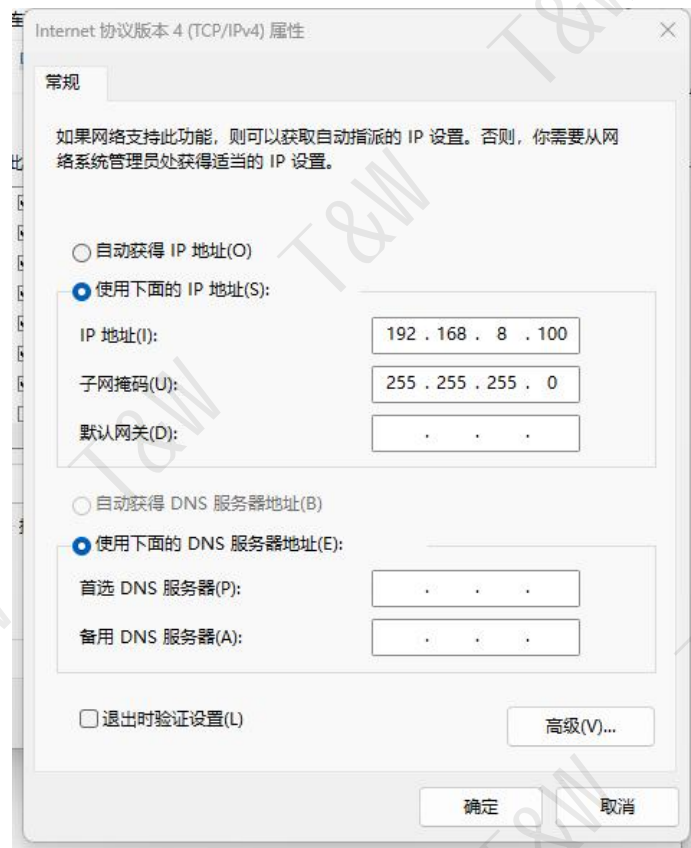 Internet 协议版本 4 (TCP/IPv4) 属性
常规
如果网络支持此功能，则可以获取自动指派的 IP 设置。否则，你需要从网
络系统管理员处获得适当的 IP 设置。
自动获得 IP 地址(O)
使用下面的 IP 地址(S):
IP 地址(I): 192 . 168 . 8 . 100
子网掩码(U): 255 . 255 . 255 . 0
默认网关(D): . . .
自动获得 DNS 服务器地址(B)
使用下面的 DNS 服务器地址(E):
首选 DNS 服务器(P): . . .
备用 DNS 服务器(A): . . .
退出时验证设置(L)
高级(V)...
确定 取消
T&W
T&W
T&W
T&W